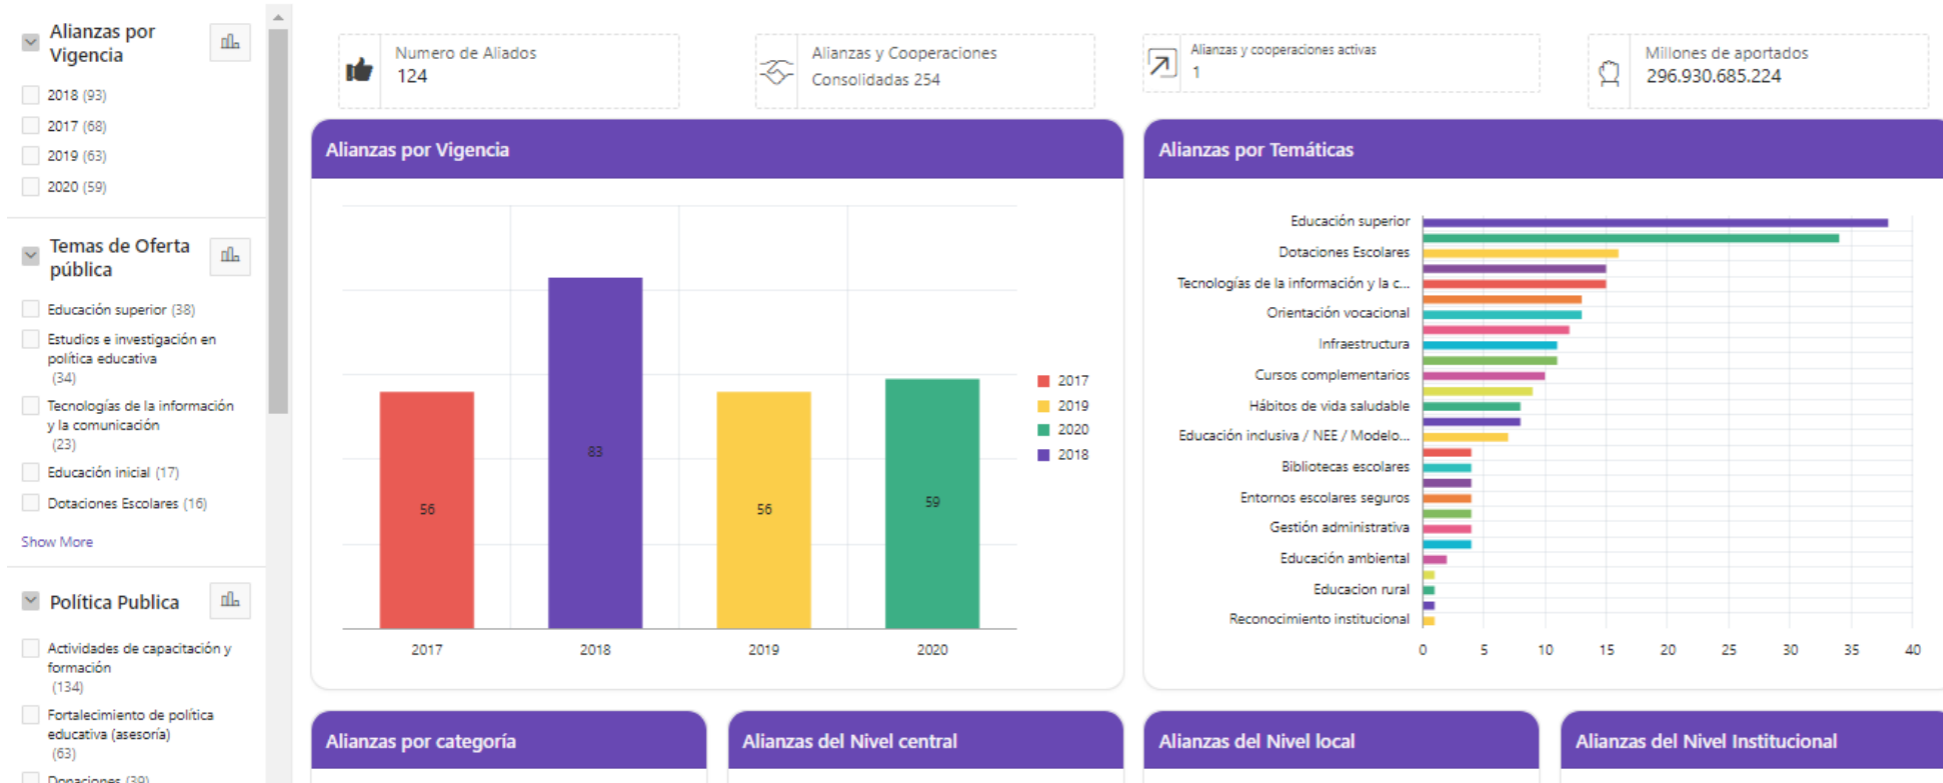 Alianzas por
Vigencia
2018 (93)
2017 (68)
2019 (63)
2020 (59)
Temas de Oferta
pública
Educación superior (38)
Estudios e investigación en
política educativa
(34)
Tecnologías de la información
y la comunicación
(23)
Educación inicial (17)
Dotaciones Escolares (16)
Show More
Política Publica
Actividades de capacitación y
formación
(134)
Fortalecimiento de política
educativa (asesoría)
(63)
Donaciones (39)
Numero de Aliados
124
Alianzas y Cooperaciones
Consolidadas 254
Alianzas y cooperaciones activas
1
Millones de aportados
296.930.685.224
Alianzas por Vigencia
56
83
56
59
2017
2018
2019
2020
2017
2019
2020
2018
Alianzas por Temáticas
Educación superior
Dotaciones Escolares
Tecnologías de la información y la c...
Orientación vocacional
Infraestructura
Cursos complementarios
Hábitos de vida saludable
Educación inclusiva / NEE / Modelo...
Bibliotecas escolares
Entornos escolares seguros
Gestión administrativa
Educación ambiental
Educacion rural
Reconocimiento institucional
0 5 10 15 20 25 30 35 40
Alianzas por categoría
Alianzas del Nivel central
Alianzas del Nivel local
Alianzas del Nivel Institucional